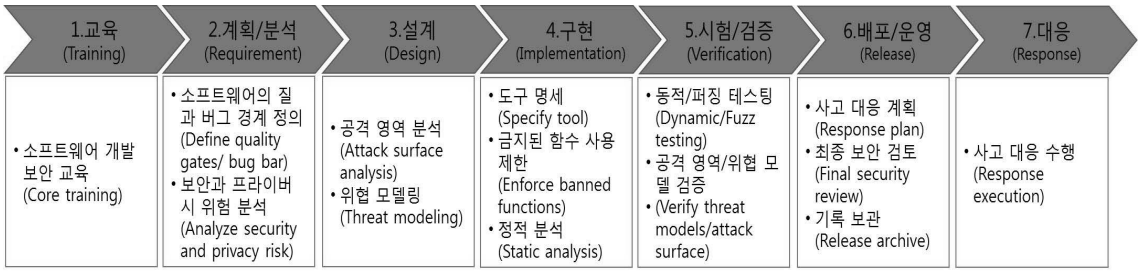 1.교육
(Training)
2.계획/분석
(Requirement)
3.설계
(Design)
4.구현
(Implementation)
5.시험/검증
(Verification)
6.배포/운영
(Release)
7.대응
(Response)
• 소프트웨어 개발
보안 교육
(Core training)
• 소프트웨어의 질
과 버그 경계 정의
(Define quality
gates/ bug bar)
• 보안과 프라이버
시 위험 분석
(Analyze security
and privacy risk)
• 공격 영역 분석
(Attack surface
analysis)
• 위협 모델링
(Threat modeling)
• 도구 명세
(Specify tool)
• 금지된 함수 사용
제한
(Enforce banned
functions)
• 정적 분석
(Static analysis)
• 동적/퍼징 테스팅
(Dynamic/Fuzz
testing)
• 공격 영역/위협 모
델 검증
• (Verify threat
models/attack
surface)
• 사고 대응 계획
(Response plan)
• 최종 보안 검토
(Final security
review)
• 기록 보관
(Release archive)
• 사고 대응 수행
(Response
execution)